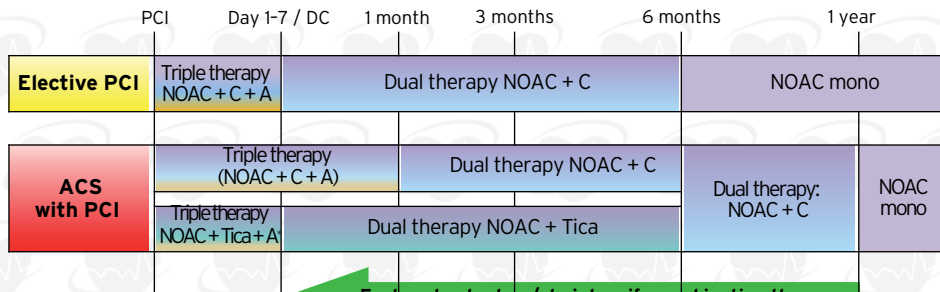 PCI Day 1–7 / DC 1 month 3 months 6 months 1 year
Elective PCI
Triple therapy
NOAC + C + A
Dual therapy NOAC + C
NOAC mono
ACS
with PCI
Triple therapy
(NOAC + C + A)
Dual therapy NOAC + C
Triple therapy
NOAC + Tica + A
Dual therapy NOAC + Tica
Dual therapy:
NOAC + C
NOAC
mono